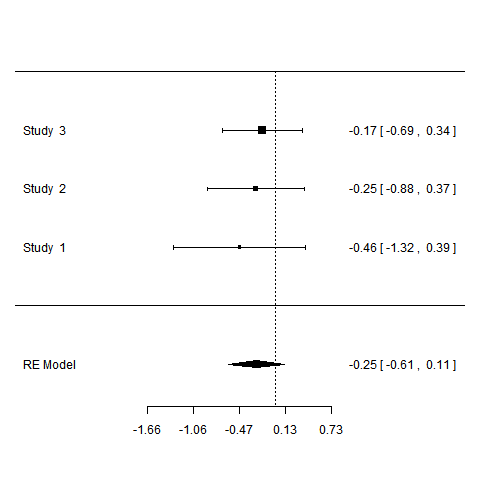 Study 3 -0.17 [ -0.69 , 0.34 ]
Study 2 -0.25 [ -0.88 , 0.37 ]
Study 1 -0.46 [ -1.32 , 0.39 ]
RE Model -0.25 [ -0.61 , 0.11 ]
-1.66 -1.06 -0.47 0.13 0.73